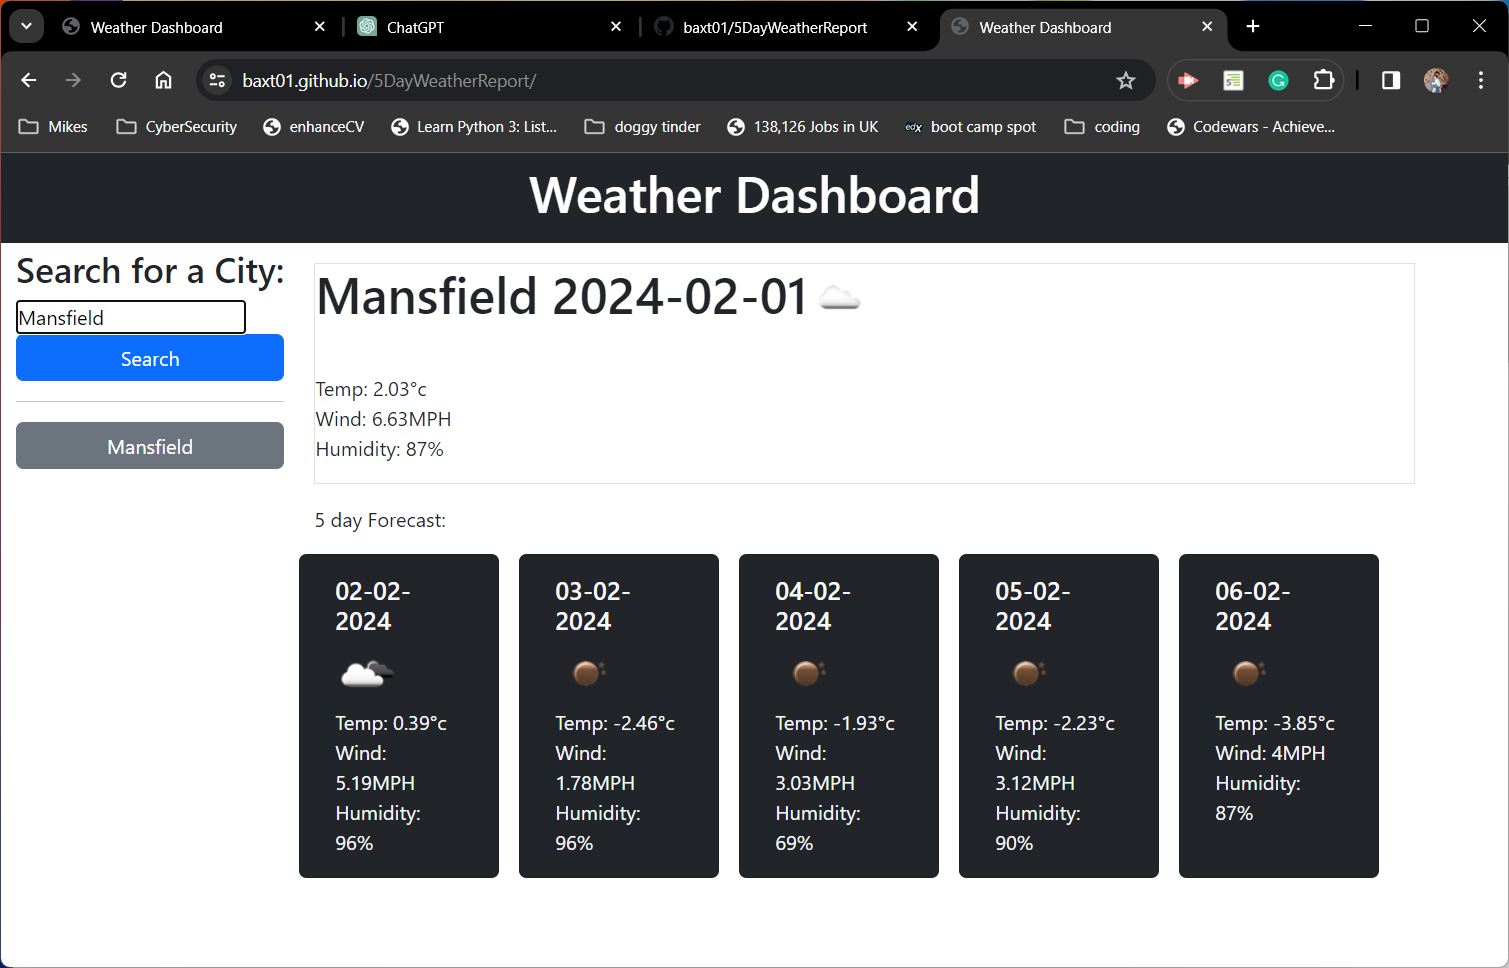 Weather Dashboard
ChatGPT
baxt01/5DayWeatherReport
Weather Dashboard
baxt01.github.io/5DayWeatherReport/
Mikes
CyberSecurity
enhanceCV
Learn Python 3: List...
doggy tinder
138,126 Jobs in UK
edx
boot camp spot
coding
Codewars - Achieve...
Weather Dashboard
Search for a City:
Mansfield
Search
Mansfield
Mansfield 2024-02-01
Temp: 2.03°c
Wind: 6.63MPH
Humidity: 87%
5 day Forecast:
02-02-
2024
Temp: 0.39°c
Wind:
5.19MPH
Humidity:
96%
03-02-
2024
Temp: -2.46°c
Wind:
1.78MPH
Humidity:
96%
04-02-
2024
Temp: -1.93°c
Wind:
3.03MPH
Humidity:
69%
05-02-
2024
Temp: -2.23°c
Wind:
3.12MPH
Humidity:
90%
06-02-
2024
Temp: -3.85°c
Wind: 4MPH
Humidity:
87%